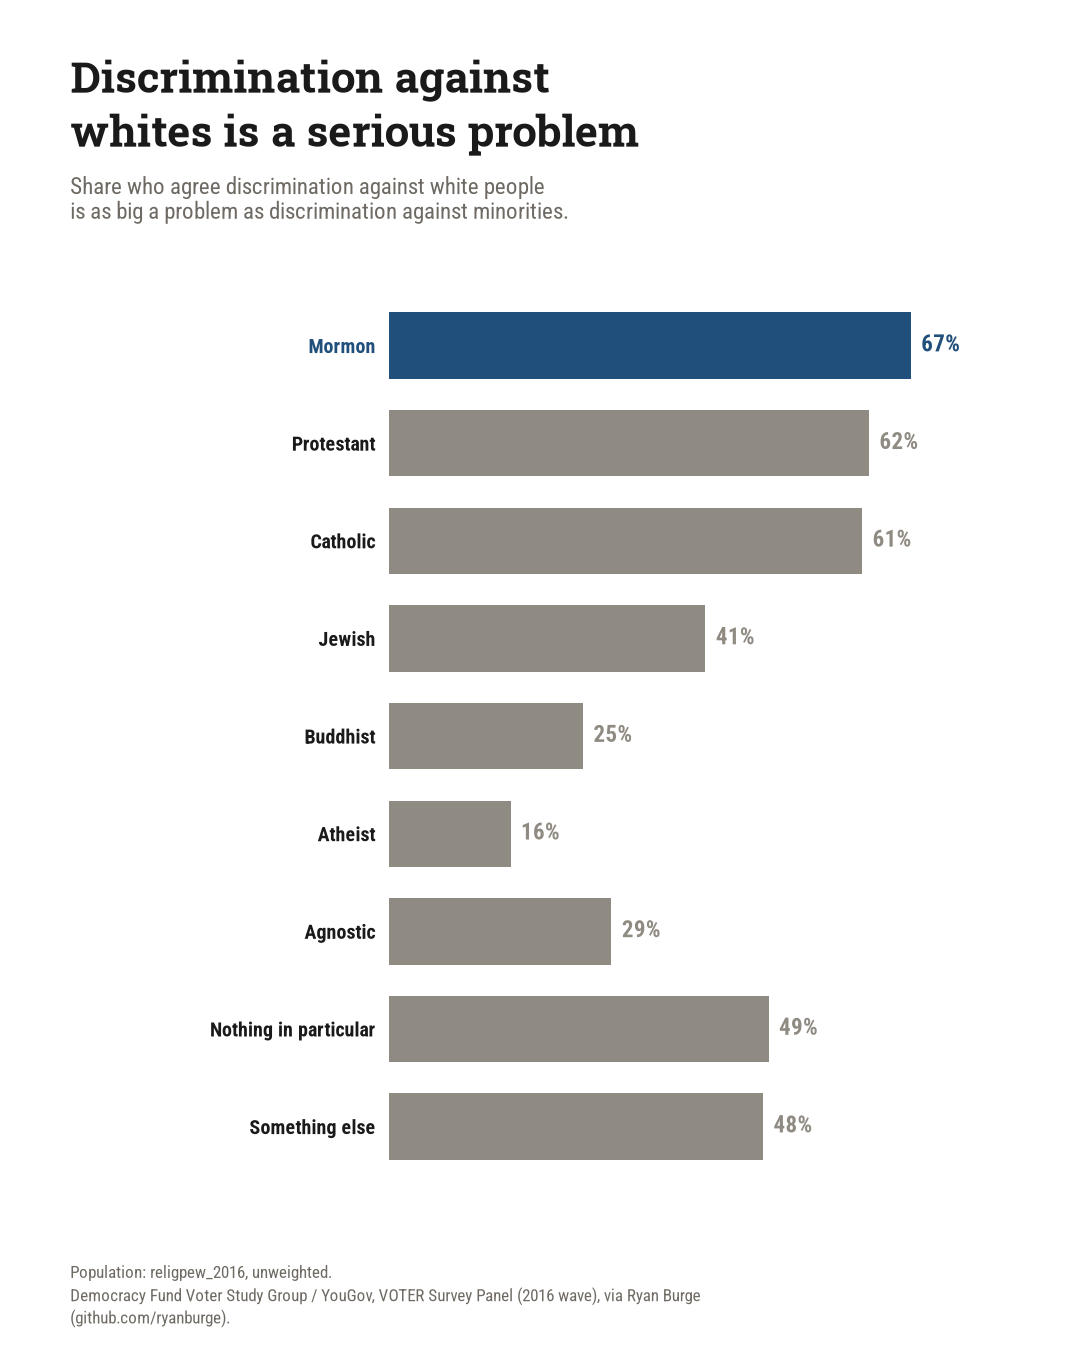 Discrimination against
whites is a serious problem
Share who agree discrimination against white people
is as big a problem as discrimination against minorities.
Mormon 67%
Protestant 62%
Catholic 61%
Jewish 41%
Buddhist 25%
Atheist 16%
Agnostic 29%
Nothing in particular 49%
Something else 48%
Population: religpew_2016, unweighted.
Democracy Fund Voter Study Group / YouGov, VOTER Survey Panel (2016 wave), via Ryan Burge
(github.com/ryanburge).